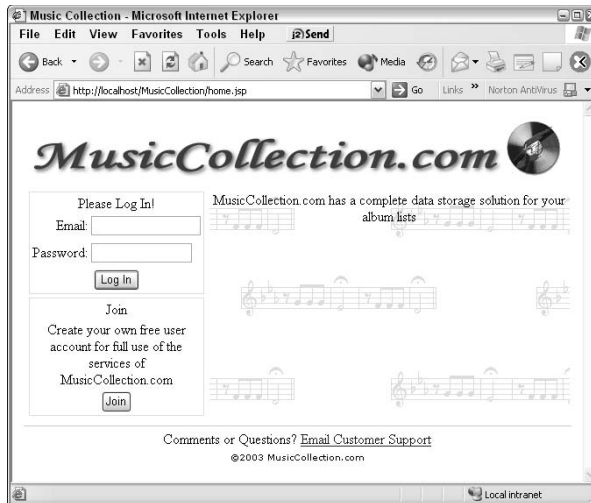 Music Collection - Microsoft Internet Explorer
File Edit View Favorites Tools Help j2 Send
Back Search Favorites Media
Address http://localhost/MusicCollection/home.jsp Go Links » Norton AntiVirus
MusicCollection.com
Please Log In!
Email:
Password:
Log In
Join
Create your own free user
account for full use of the
services of
MusicCollection.com
Join
MusicCollection.com has a complete data storage solution for your
album lists
Comments or Questions? Email Customer Support
©2003 MusicCollection.com
Local intranet